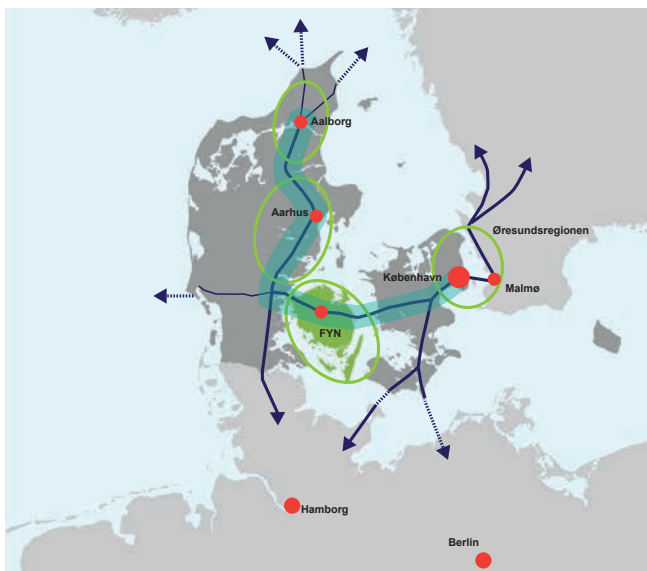 Aalborg
Aarhus
Øresundsregionen
København
Malmø
FYN
Hamborg
Berlin